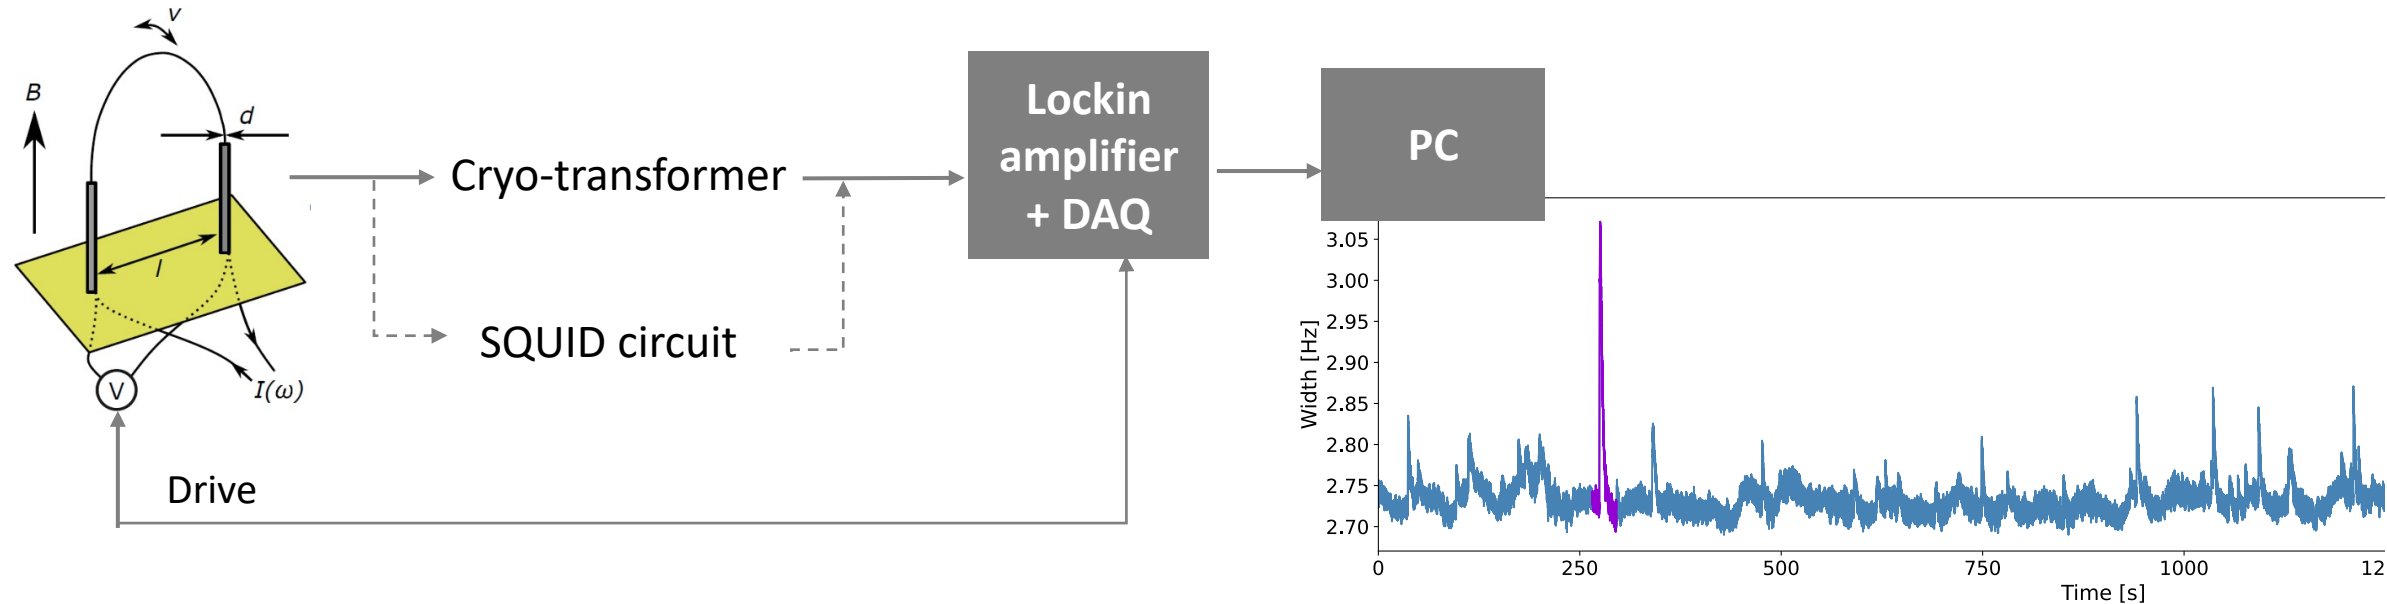 v
B
d
l
V
I(ω)
Drive
Cryo-transformer
SQUID circuit
Lockin
amplifier
+ DAQ
PC
Width [Hz]
3.05
3.00
2.95
2.90
2.85
2.80
2.75
2.70
0 250 500 750 1000 12
Time [s]